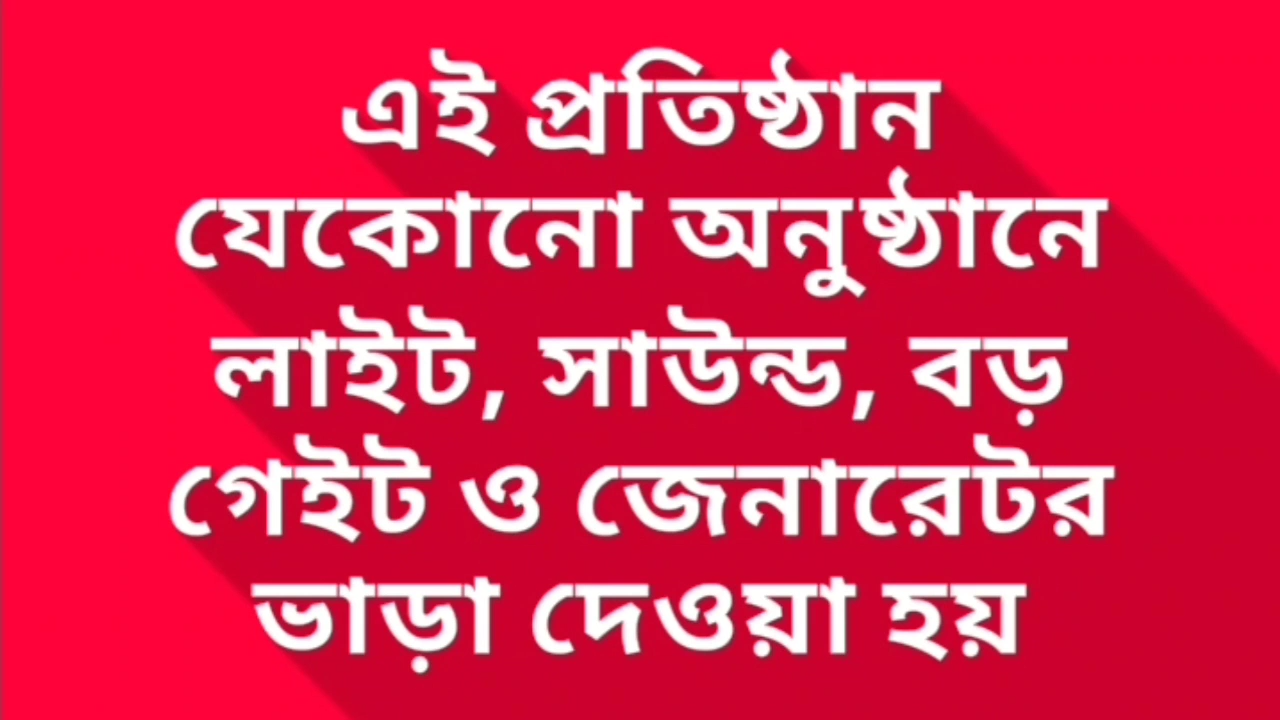 এই প্রতিষ্ঠান
যেকোনো অনুষ্ঠানে
লাইট, সাউন্ড, বড়
গেইট ও জেনারেটর
ভাড়া দেওয়া হয়